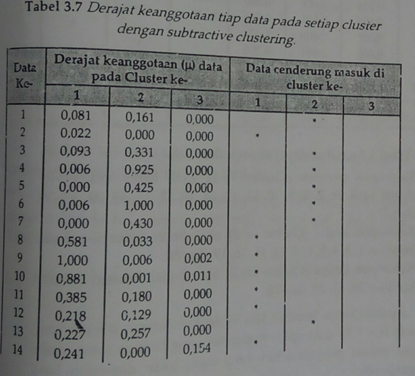 Tabel 3.7 Derajat keanggotaan tiap data pada setiap cluster
dengan subtractive clustering.
Data Ke- Derajat keanggotaan (µ) data pada Cluster ke- Data cenderung masuk di cluster ke-
1 2 3 1 2 3
1 0,081 0,161 0,000 *
2 0,022 0,000 0,000 *
3 0,093 0,331 0,000 *
4 0,006 0,925 0,000 *
5 0,000 0,425 0,000 *
6 0,006 1,000 0,000 *
7 0,000 0,430 0,000 *
8 0,581 0,033 0,000 *
9 1,000 0,006 0,002 *
10 0,881 0,001 0,011 *
11 0,385 0,180 0,000 *
12 0,218 0,129 0,000 *
13 0,227 0,257 0,000 *
14 0,241 0,000 0,154 *